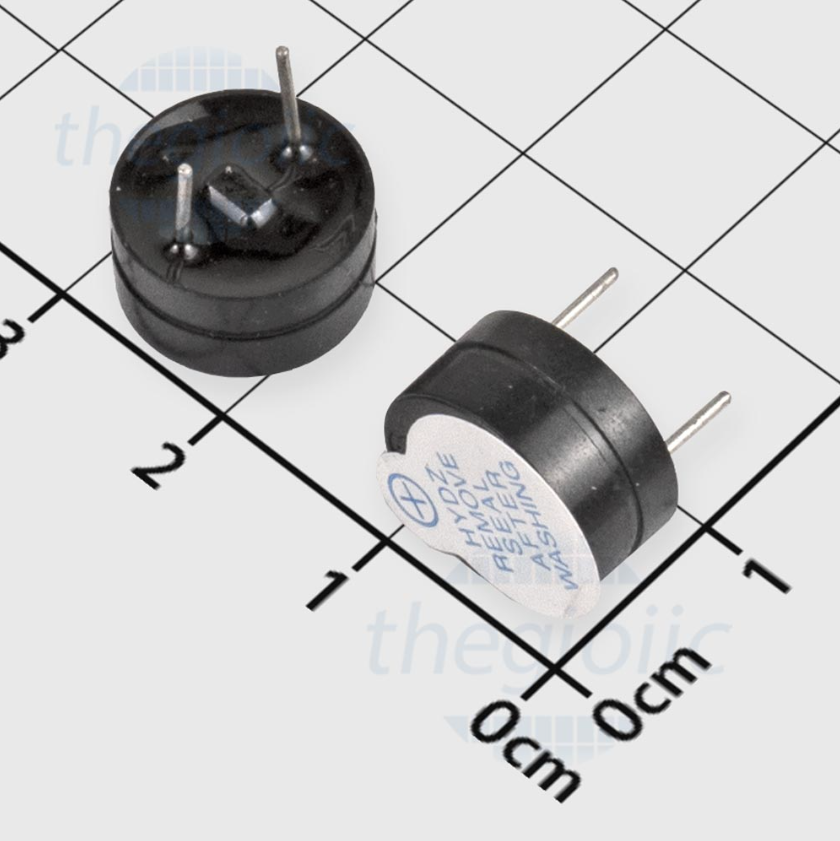 thegioiic
3
2
1
0cm
0cm
1
HYDZ
REMOVE
SEAL
AFTER
WASHING
thegioiic